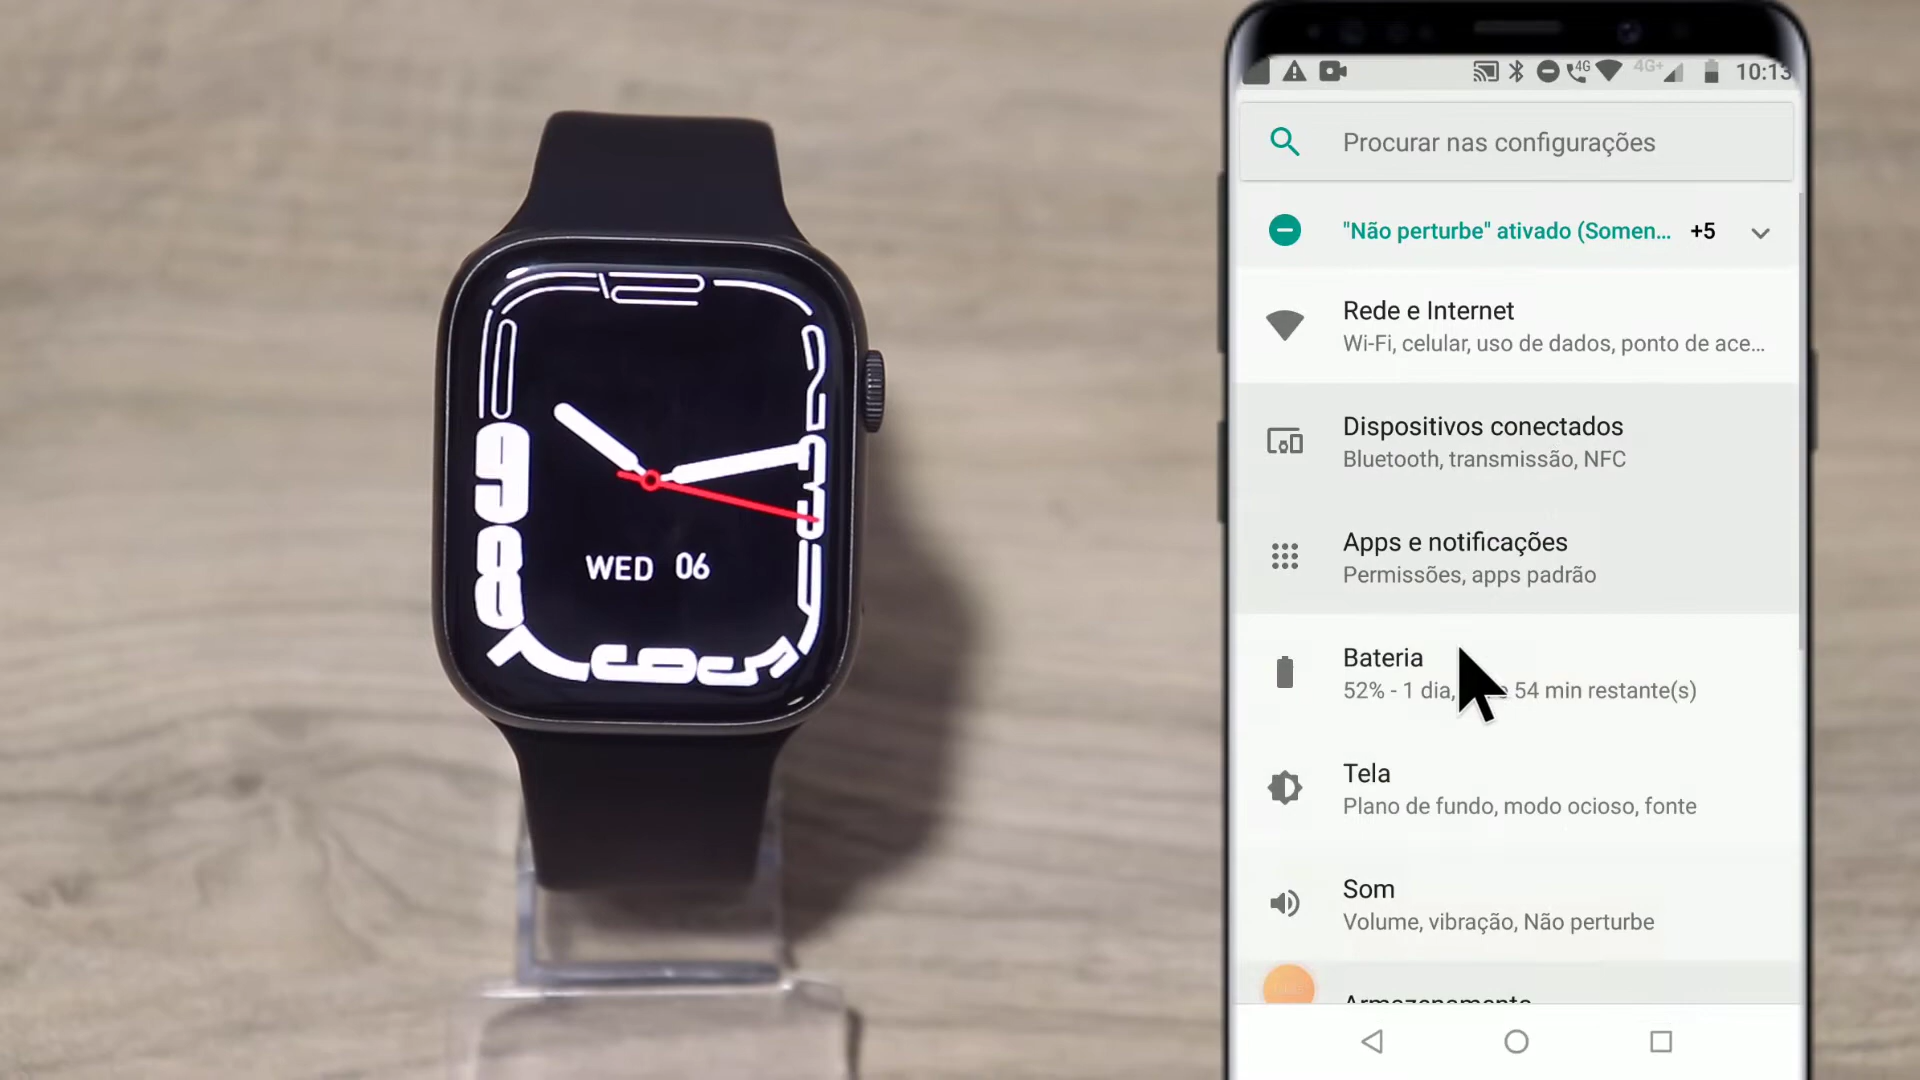 WED 06
4G
4G+
10:13
Procurar nas configurações
"Não perturbe" ativado (Somen... +5
Rede e Internet
Wi-Fi, celular, uso de dados, ponto de ace...
Dispositivos conectados
Bluetooth, transmissão, NFC
Apps e notificações
Permissões, apps padrão
Bateria
52% - 1 dia, 54 min restante(s)
Tela
Plano de fundo, modo ocioso, fonte
Som
Volume, vibração, Não perturbe
Armazenamento